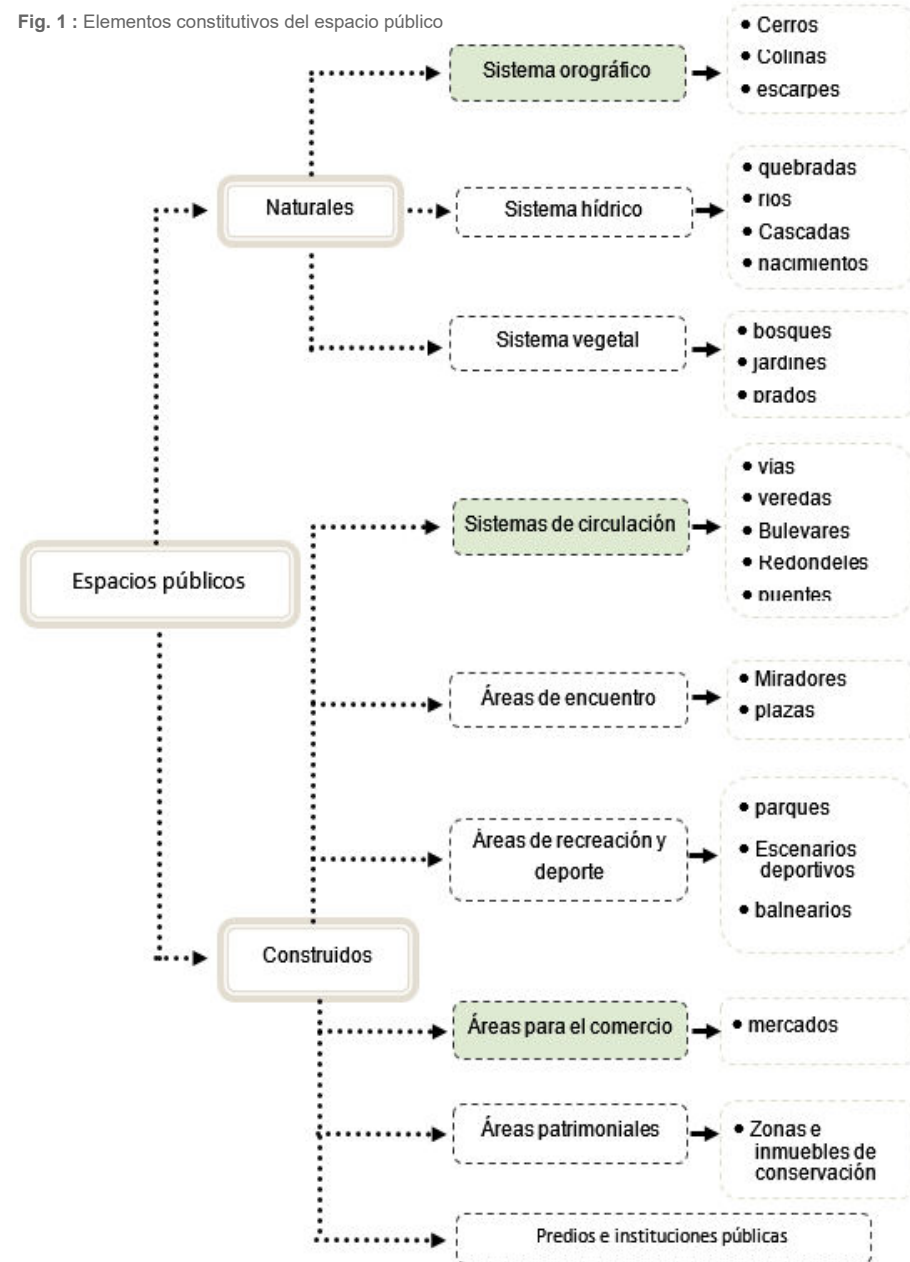 Fig. 1 : Elementos constitutivos del espacio público
Sistema orográfico
• Cerros
• Colinas
• escarpes
Naturales
Sistema hídrico
• quebradas
• rios
• Cascadas
• nacimientos
Sistema vegetal
• bosques
• jardines
• prados
Espacios públicos
Sistemas de circulación
• vias
• veredas
• Bulevares
• Redondeles
• puentes
Áreas de encuentro
• Miradores
• plazas
Áreas de recreación y
deporte
• parques
• Escenarios
deportivos
• balnearios
Construidos
Áreas para el comercio
• mercados
Áreas patrimoniales
• Zonas e
inmuebles de
conservación
Predios e instituciones públicas